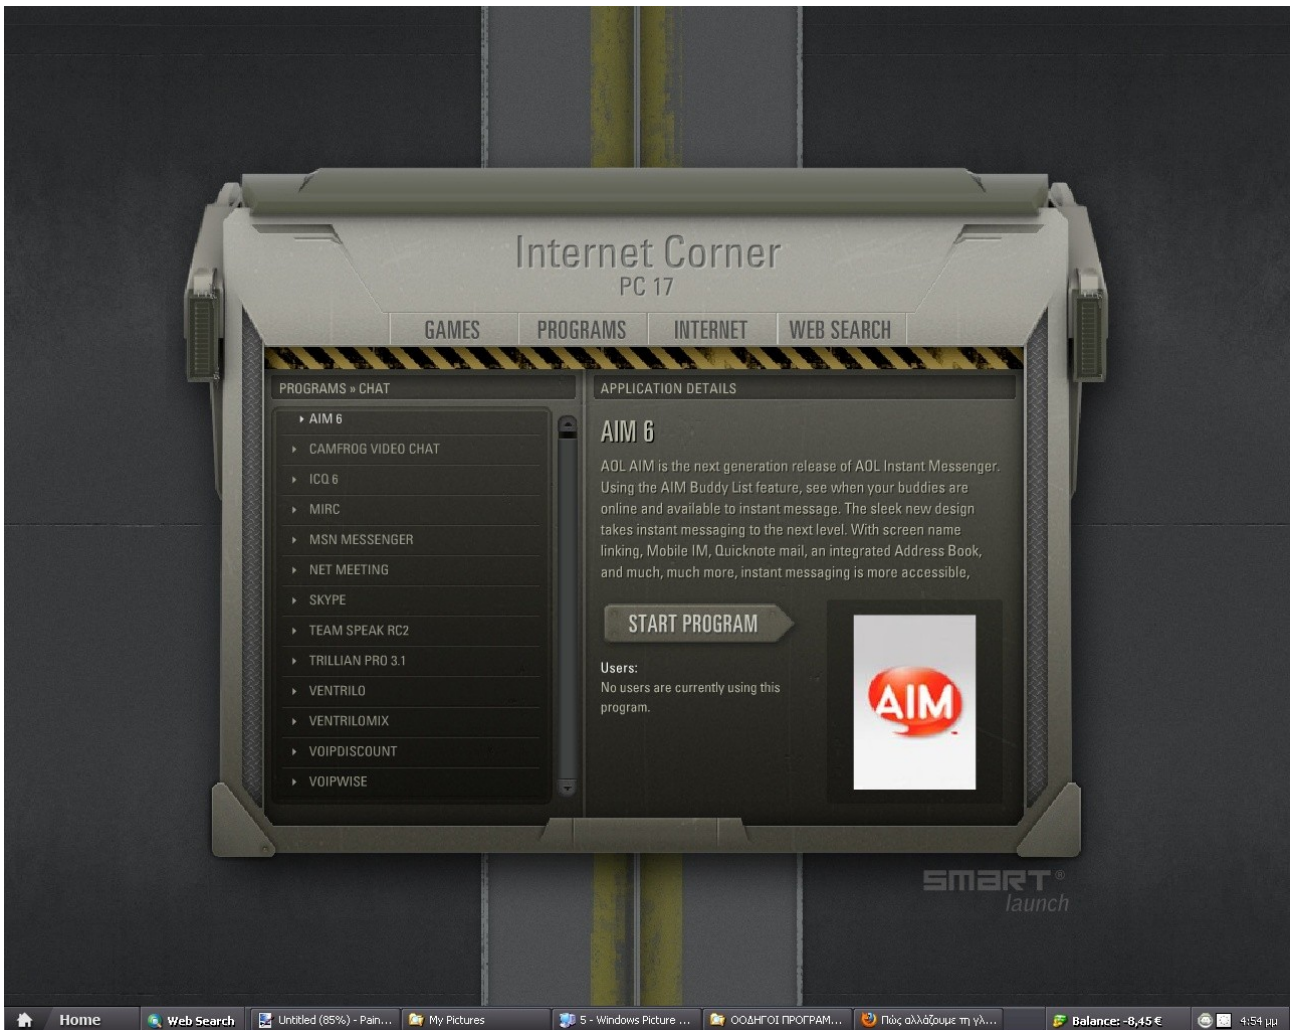 Internet Corner
PC 17
GAMES
PROGRAMS
INTERNET
WEB SEARCH
PROGRAMS » CHAT
AIM 6
CAMFROG VIDEO CHAT
ICQ 6
MIRC
MSN MESSENGER
NET MEETING
SKYPE
TEAM SPEAK RC2
TRILLIAN PRO 3.1
VENTRILO
VENTRILOMIX
VOIPDISCOUNT
VOIPWISE
APPLICATION DETAILS
AIM 6
AOL AIM is the next generation release of AOL Instant Messenger.
Using the AIM Buddy List feature, see when your buddies are
online and available to instant message. The sleek new design
takes instant messaging to the next level. With screen name
linking, Mobile IM, Quicknote mail, an integrated Address Book,
and much, much more, instant messaging is more accessible,
START PROGRAM
Users:
No users are currently using this
program.
AIM
SMART®
launch
Home
Web Search
Untitled (85%) - Pain...
My Pictures
5 - Windows Picture ...
ΟΟΔΗΓΟΙ ΠΡΟΓΡΑΜ...
Πώς αλλάζουμε τη γλ...
Balance: -8,45 €
4:54 μμ